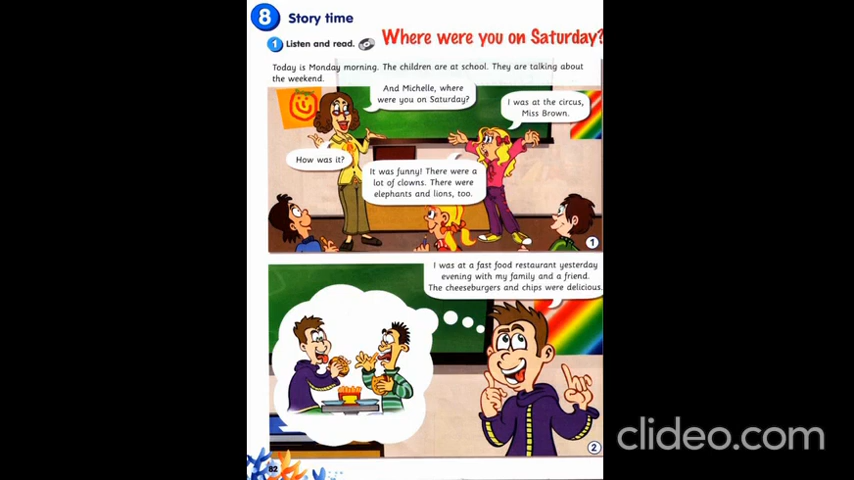 8 Story time
Where were you on Saturday?
1 Listen and read.
Today is Monday morning. The children are at school. They are talking about
the weekend.
And Michelle, where
were you on Saturday?
I was at the circus,
Miss Brown.
How was it?
It was funny! There were a
lot of clowns. There were
elephants and lions, too.
1
I was at a fast food restaurant yesterday
evening with my family and a friend.
The cheeseburgers and chips were delicious.
2
82
clideo.com